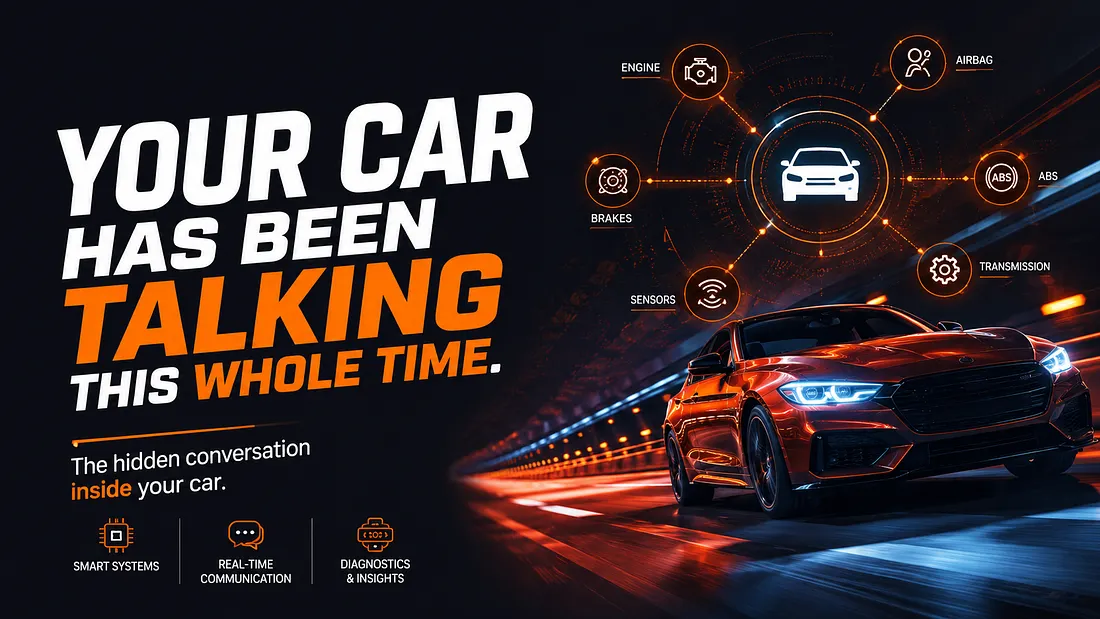 YOUR CAR
HAS BEEN
TALKING
THIS WHOLE TIME.
The hidden conversation
inside your car.
SMART SYSTEMS
REAL-TIME
COMMUNICATION
DIAGNOSTICS
& INSIGHTS
ENGINE
AIRBAG
BRAKES
ABS
ABS
SENSORS
TRANSMISSION